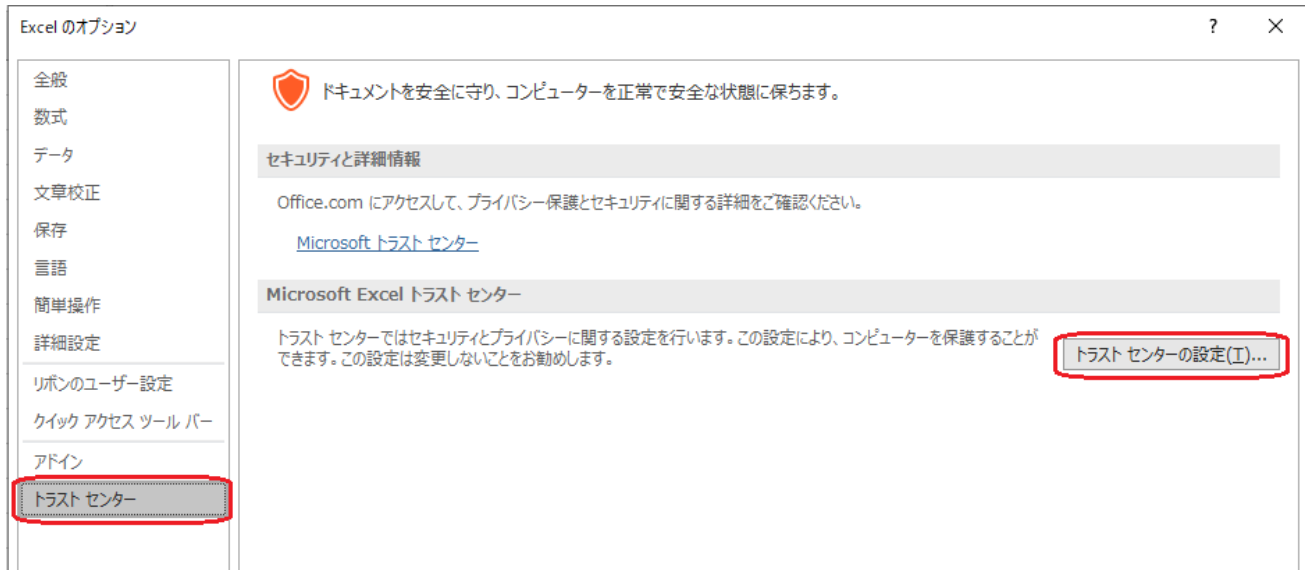 Excel のオプション
?
×
全般
数式
データ
文章校正
保存
言語
簡単操作
詳細設定
リボンのユーザー設定
クイック アクセス ツール バー
アドイン
トラスト センター
ドキュメントを安全に守り、コンピューターを正常で安全な状態に保ちます。
セキュリティと詳細情報
Office.com にアクセスして、プライバシー保護とセキュリティに関する詳細をご確認ください。
Microsoft トラスト センター
Microsoft Excel トラスト センター
トラスト センターではセキュリティとプライバシーに関する設定を行います。この設定により、コンピューターを保護することが
できます。この設定は変更しないことをお勧めします。
トラスト センターの設定(T)...